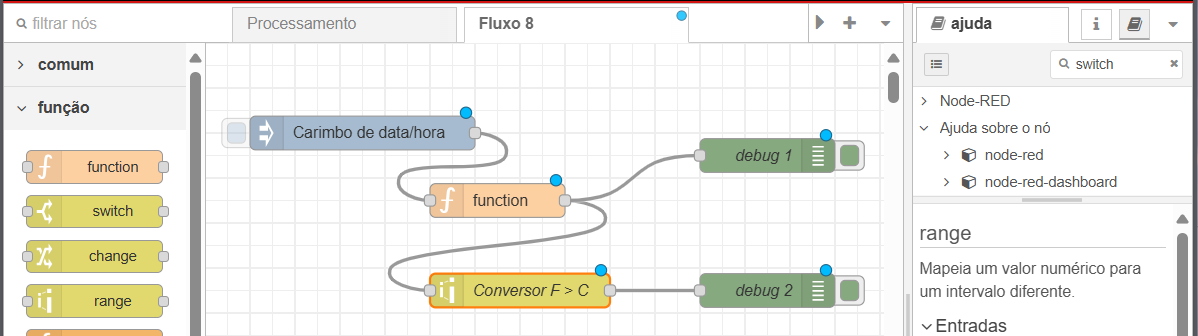 filtrar nós
Processamento
Fluxo 8
ajuda
i
comum
switch
função
Node-RED
Ajuda sobre o nó
Carimbo de data/hora
debug 1
node-red
function
node-red-dashboard
function
switch
range
change
Mapeia um valor numérico para
um intervalo diferente.
range
Conversor F > C
debug 2
Entradas